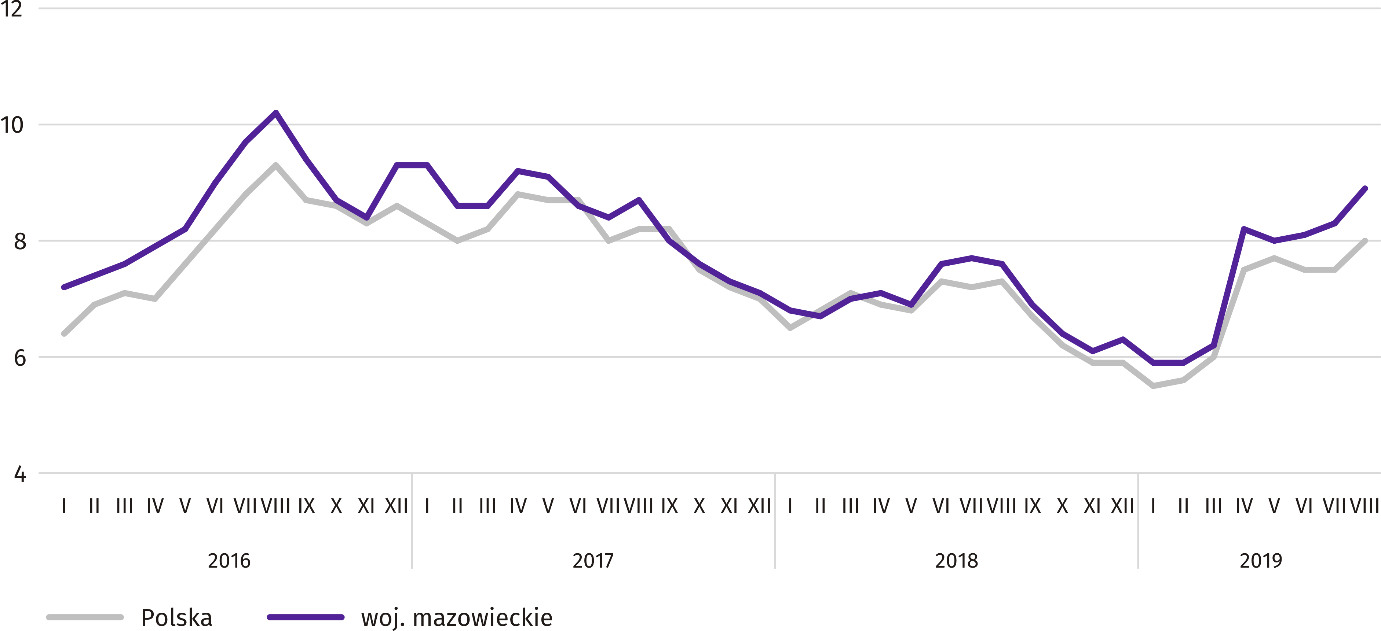 12
10
8
6
4
I II III IV V VI VII VIII IX X XI XII I II III IV V VI VII VIII IX X XI XII I II III IV V VI VII VIII IX X XI XII I II III IV V VI VII VIII
2016 2017 2018 2019
Polska woj. mazowieckie